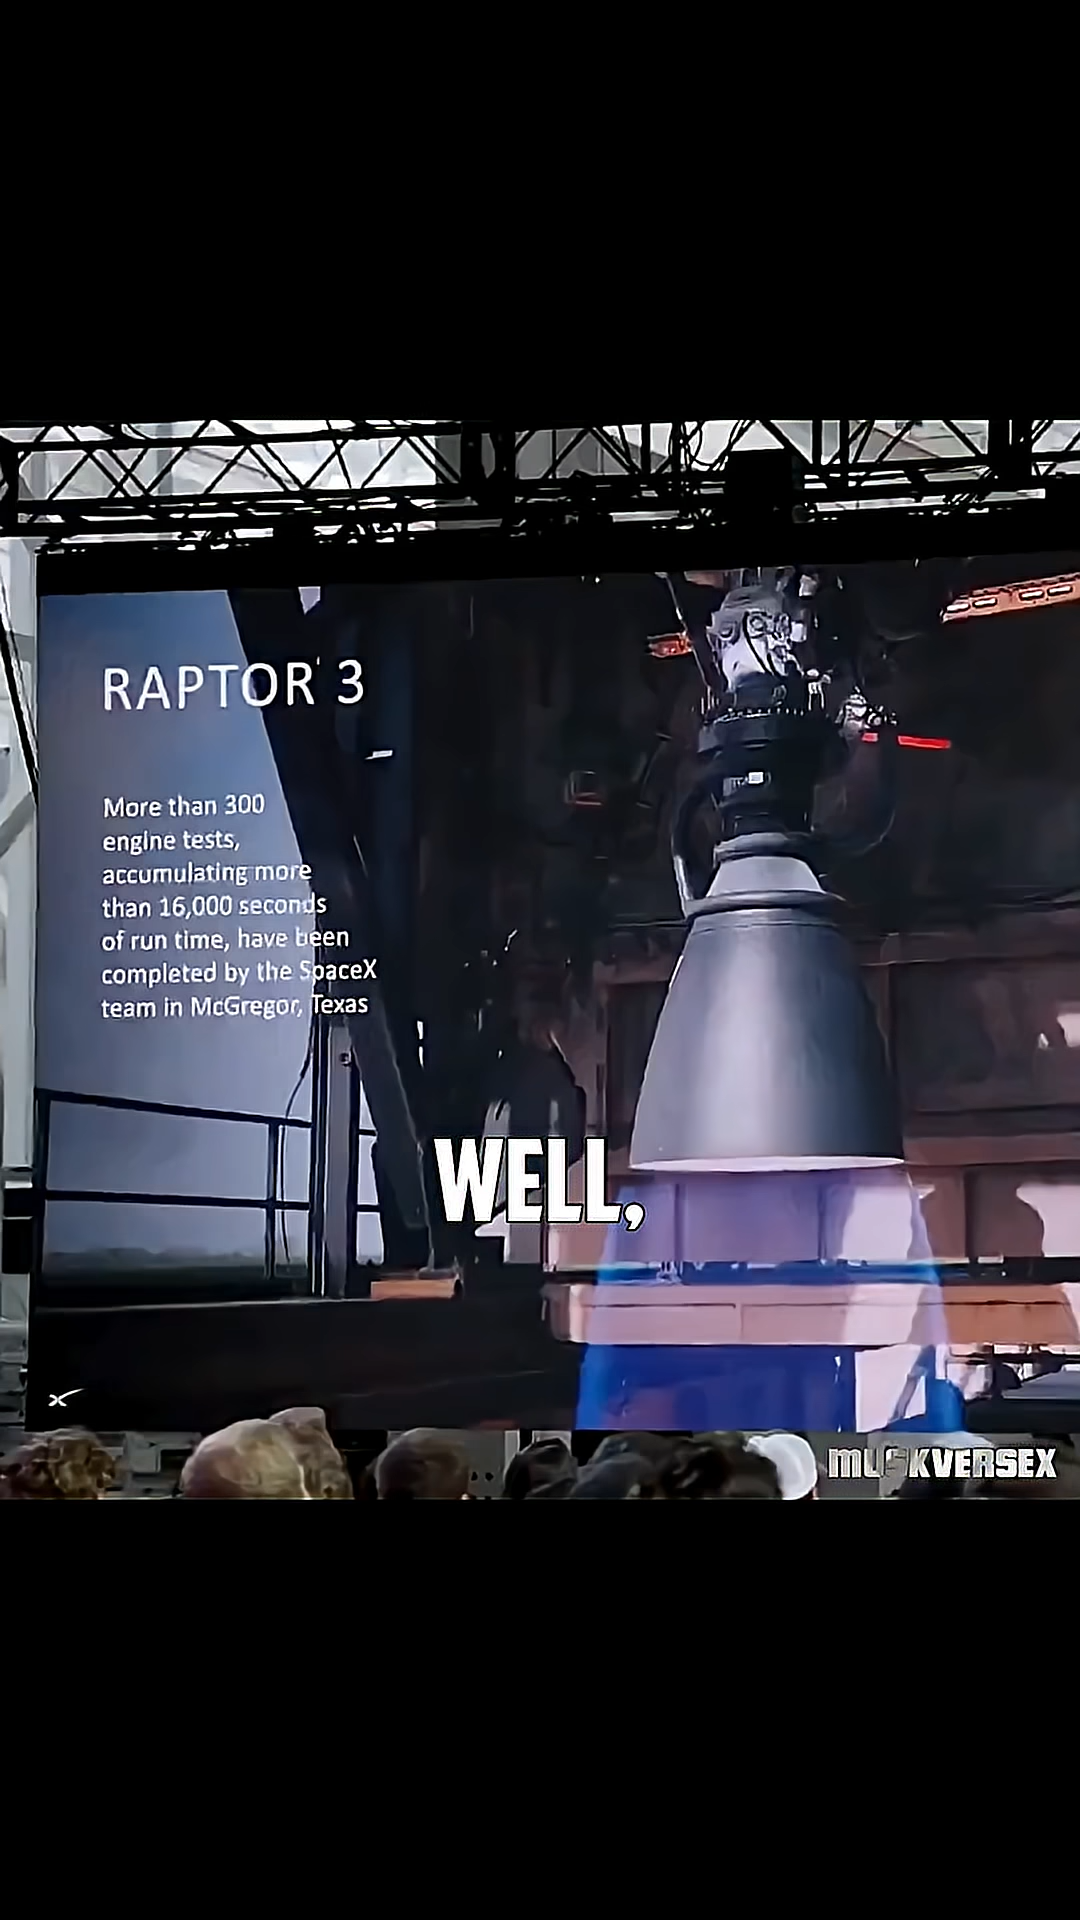 RAPTOR 3
More than 300
engine tests,
accumulating more
than 16,000 seconds
of run time, have been
completed by the SpaceX
team in McGregor, Texas
WELL,
MUSKVERSEX